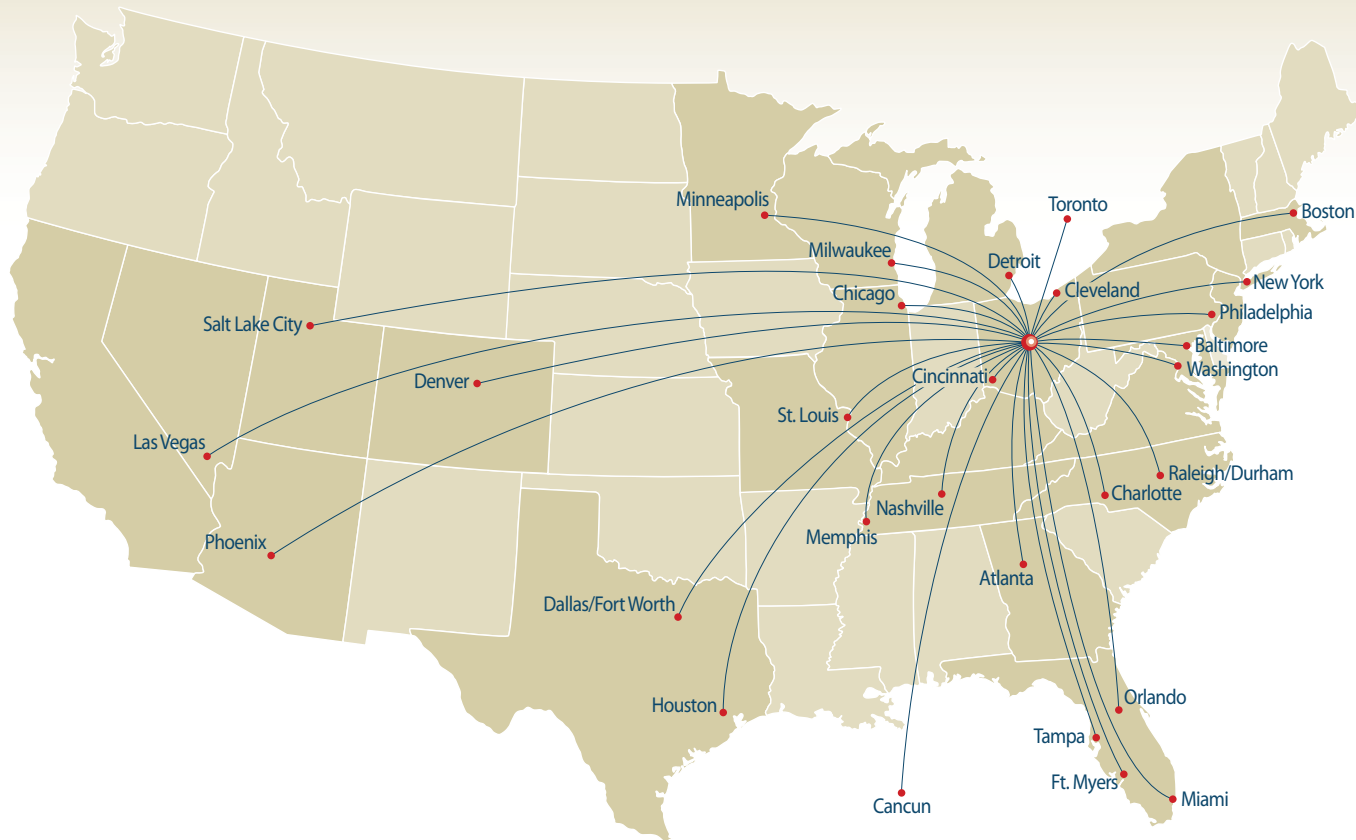 Minneapolis
Toronto
Boston
Milwaukee
Detroit
Chicago
Cleveland
New York
Salt Lake City
Philadelphia
Baltimore
Washington
Denver
Cincinnati
St. Louis
Las Vegas
Raleigh/Durham
Charlotte
Nashville
Memphis
Phoenix
Atlanta
Dallas/Fort Worth
Houston
Orlando
Tampa
Ft. Myers
Miami
Cancun